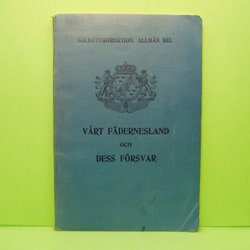 SOLDATINSTRUKTION. ALLMÄN DEL
VÅRT FÄDERNESLAND
OCH
DESS FÖRSVAR